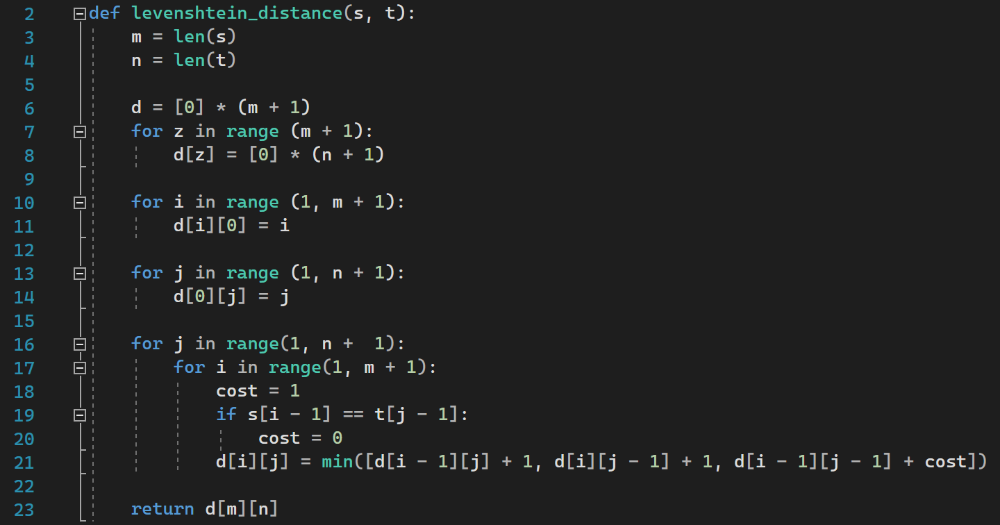 2 def levenshtein_distance(s, t):
3     m = len(s)
4     n = len(t)
5
6     d = [0] * (m + 1)
7     for z in range (m + 1):
8         d[z] = [0] * (n + 1)
9
10     for i in range (1, m + 1):
11         d[i][0] = i
12
13     for j in range (1, n + 1):
14         d[0][j] = j
15
16     for j in range(1, n +  1):
17         for i in range(1, m + 1):
18             cost = 1
19             if s[i - 1] == t[j - 1]:
20                 cost = 0
21             d[i][j] = min([d[i - 1][j] + 1, d[i][j - 1] + 1, d[i - 1][j - 1] + cost])
22
23     return d[m][n]